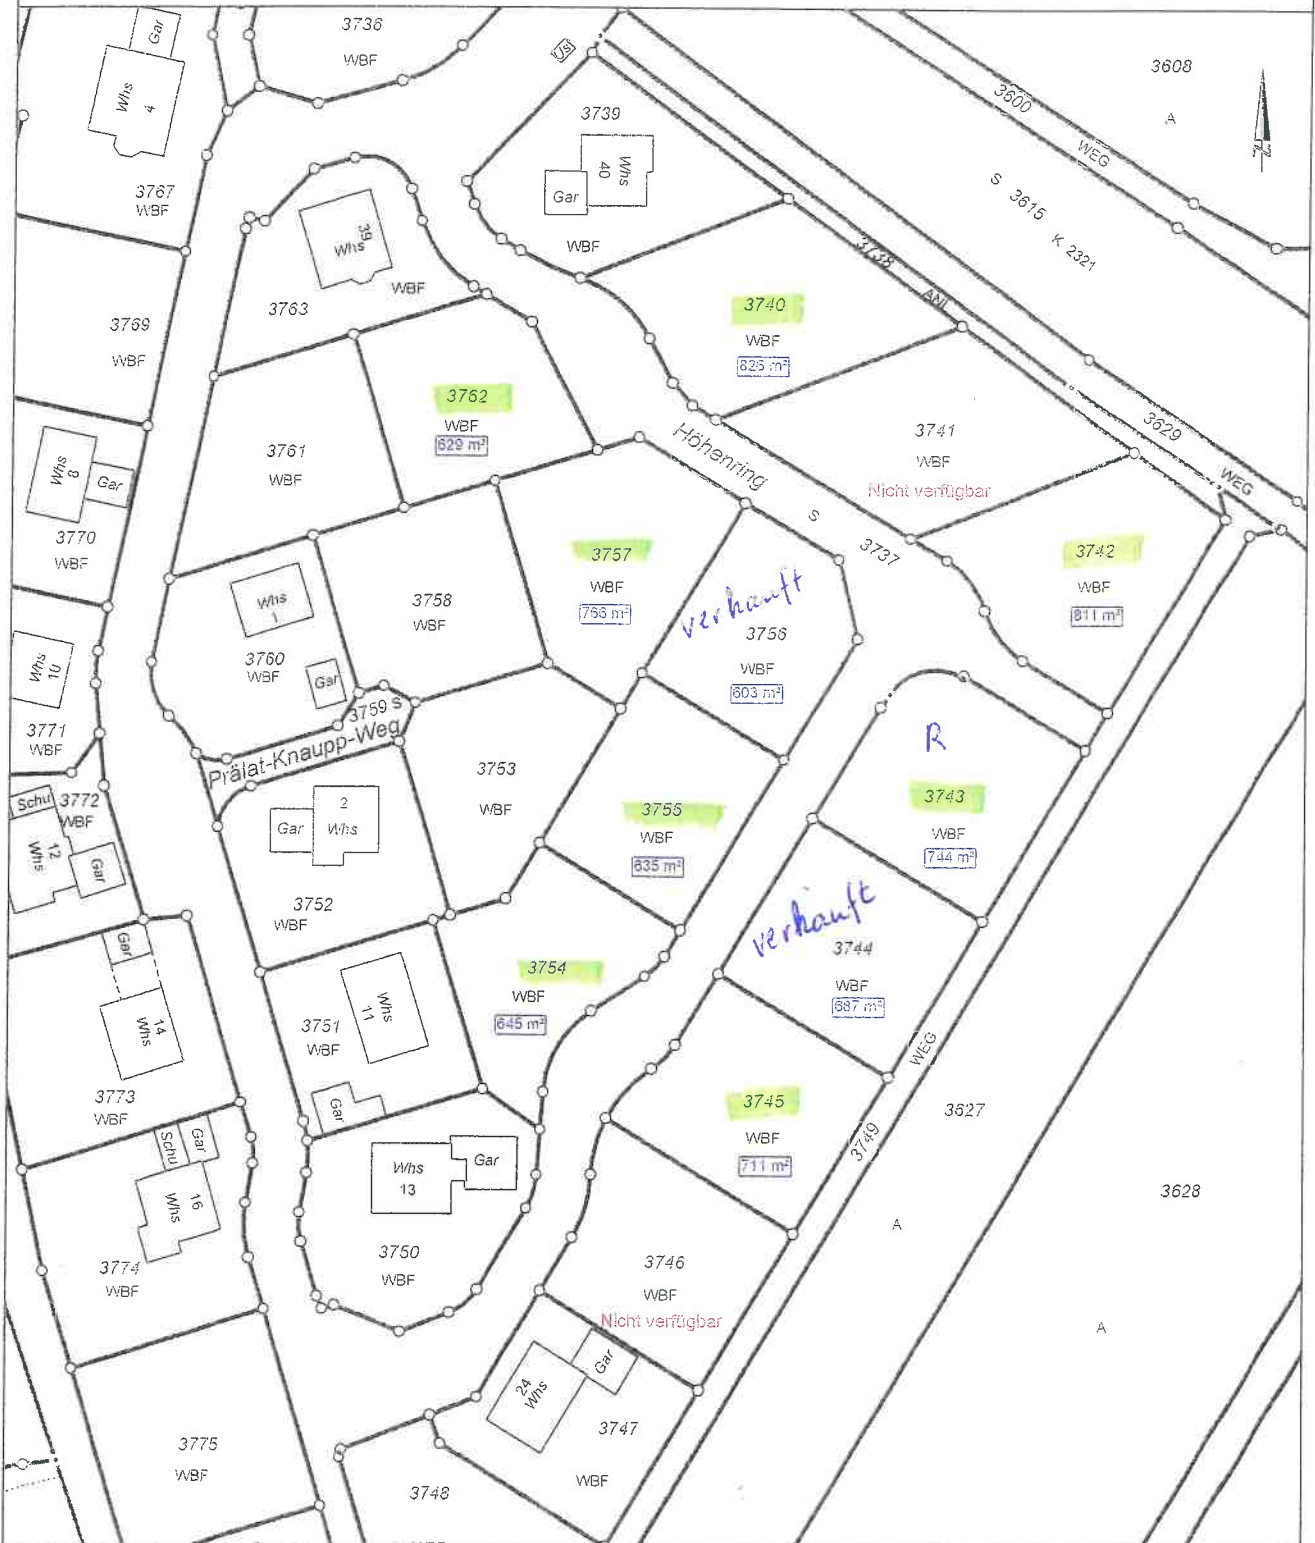 3736
WBF
Gar
Whs
4
3767
WBF
3608
A
3600
WEG
S 3615 K 2321
3739
Whs
40
Gar
WBF
3738
ANL
Whs
39
WBF
3763
3769
WBF
3740
WBF
826 m²
3762
WBF
629 m²
3761
WBF
3741
WBF
Nicht verfügbar
3629
WEG
Höhenring
S
3737
Whs
8
Gar
3770
WBF
3757
WBF
766 m²
verkauft
3756
WBF
603 m²
3742
WBF
811 m²
Whs
1
3760
WBF
Gar
3758
WBF
3759 S
Prälat-Knaupp-Weg
Whs
10
3771
WBF
Schu
3772
WBF
12
Whs
Gar
2
Whs
Gar
3752
WBF
3753
WBF
3755
WBF
635 m²
R
3743
WBF
744 m²
verkauft
3744
WBF
687 m²
3754
WBF
645 m²
Gar
14
Whs
3773
WBF
Whs
11
3751
WBF
Gar
WEG
3749
3627
A
3745
WBF
711 m²
Schu
Gar
16
Whs
3774
WBF
Whs
13
Gar
3750
WBF
3628
A
3746
WBF
Nicht verfügbar
24
Whs
Gar
3747
WBF
3775
WBF
3748